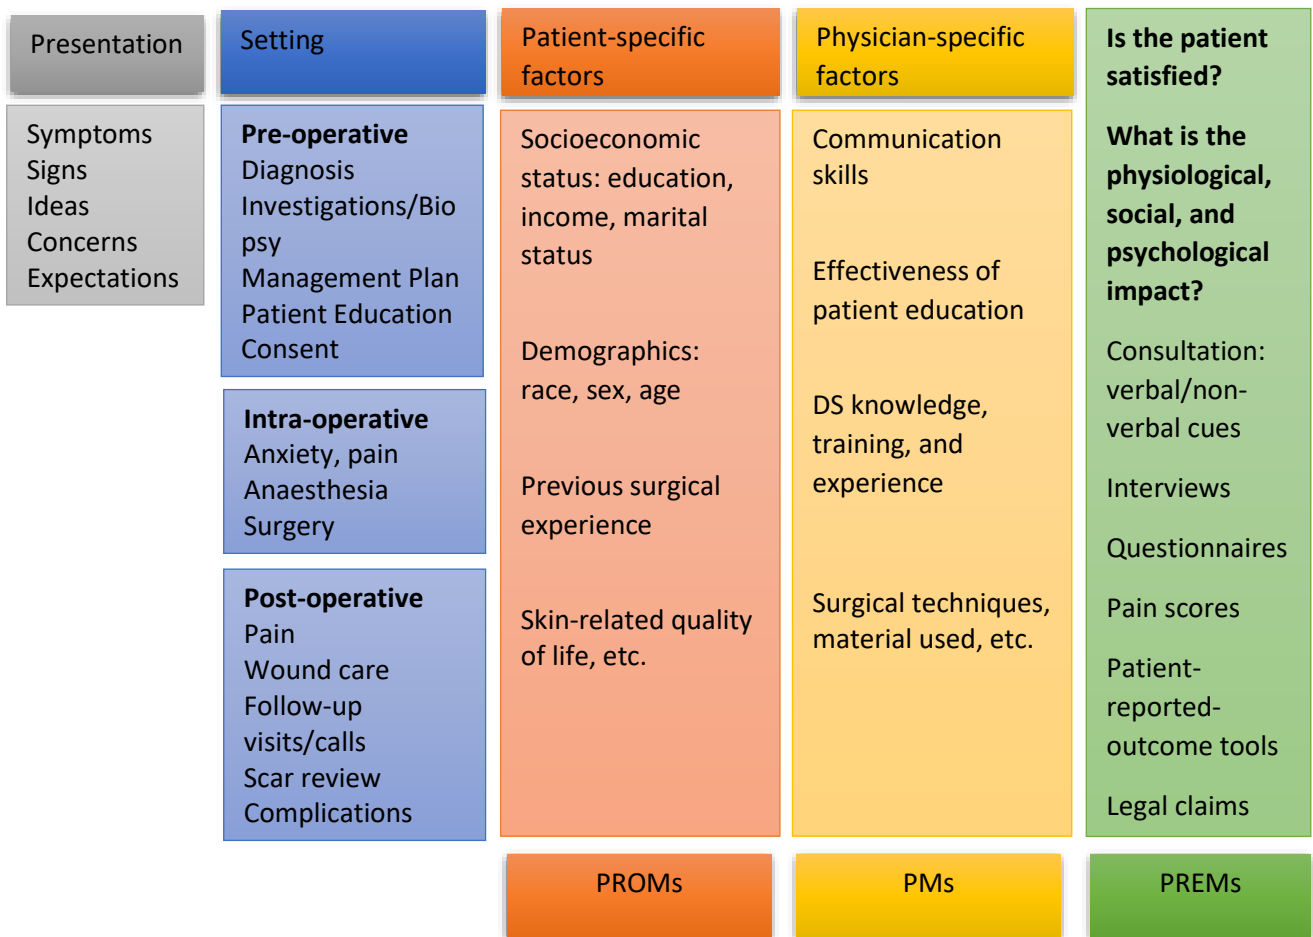 Presentation
Symptoms
Signs
Ideas
Concerns
Expectations
Setting
Pre-operative
Diagnosis
Investigations/Bio
psy
Management Plan
Patient Education
Consent
Intra-operative
Anxiety, pain
Anaesthesia
Surgery
Post-operative
Pain
Wound care
Follow-up
visits/calls
Scar review
Complications
Patient-specific
factors
Socioeconomic
status: education,
income, marital
status
Demographics:
race, sex, age
Previous surgical
experience
Skin-related quality
of life, etc.
PROMs
Physician-specific
factors
Communication
skills
Effectiveness of
patient education
DS knowledge,
training, and
experience
Surgical techniques,
material used, etc.
PMs
Is the patient
satisfied?
What is the
physiological,
social, and
psychological
impact?
Consultation:
verbal/non-
verbal cues
Interviews
Questionnaires
Pain scores
Patient-
reported-
outcome tools
Legal claims
PREMs